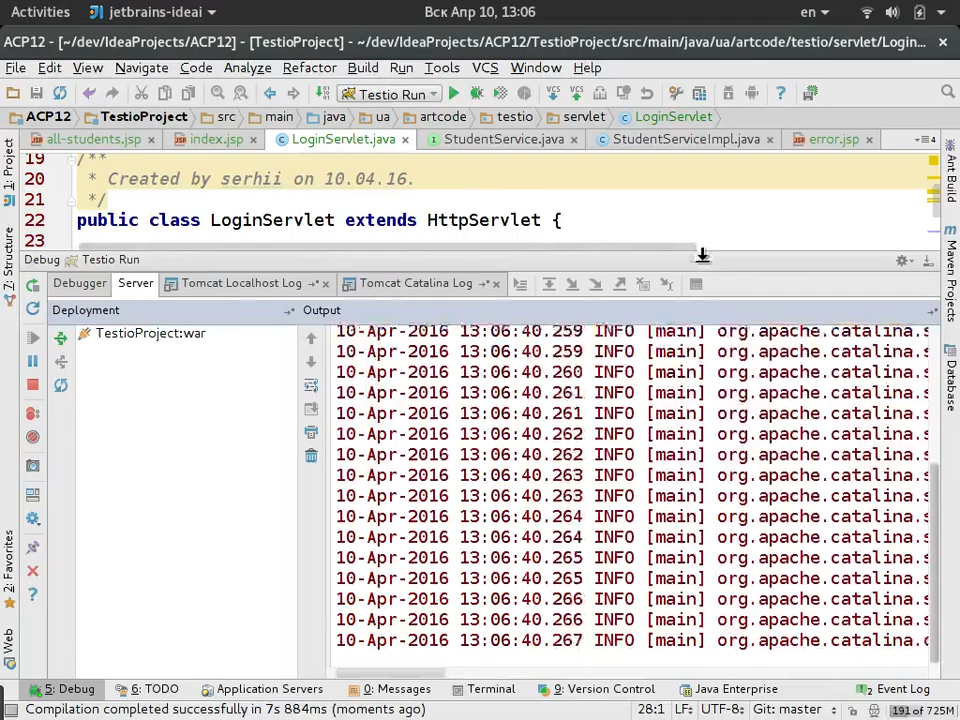 Activities jetbrains-ideai Вск Апр 10, 13:06 en
ACP12 - [~/dev/IdeaProjects/ACP12] - [TestioProject] - ~/dev/IdeaProjects/ACP12/TestioProject/src/main/java/ua/artcode/testio/servlet/Login...
File Edit View Navigate Code Analyze Refactor Build Run Tools VCS Window Help
Testio Run
ACP12 TestioProject src main java ua artcode testio servlet LoginServlet
all-students.jsp index.jsp LoginServlet.java StudentService.java StudentServiceImpl.java error.jsp
19 /**
20 * Created by serhii on 10.04.16.
21 */
22 public class LoginServlet extends HttpServlet {
23
Debug Testio Run
Debugger Server Tomcat Localhost Log Tomcat Catalina Log
Deployment Output
TestioProject:war
10-Apr-2016 13:06:40.259 INFO [main] org.apache.catalina.s
10-Apr-2016 13:06:40.259 INFO [main] org.apache.catalina.s
10-Apr-2016 13:06:40.260 INFO [main] org.apache.catalina.s
10-Apr-2016 13:06:40.261 INFO [main] org.apache.catalina.s
10-Apr-2016 13:06:40.261 INFO [main] org.apache.catalina.s
10-Apr-2016 13:06:40.262 INFO [main] org.apache.catalina.s
10-Apr-2016 13:06:40.262 INFO [main] org.apache.catalina.s
10-Apr-2016 13:06:40.263 INFO [main] org.apache.catalina.s
10-Apr-2016 13:06:40.263 INFO [main] org.apache.catalina.s
10-Apr-2016 13:06:40.264 INFO [main] org.apache.catalina.s
10-Apr-2016 13:06:40.264 INFO [main] org.apache.catalina.s
10-Apr-2016 13:06:40.265 INFO [main] org.apache.catalina.s
10-Apr-2016 13:06:40.265 INFO [main] org.apache.catalina.s
10-Apr-2016 13:06:40.266 INFO [main] org.apache.catalina.s
10-Apr-2016 13:06:40.266 INFO [main] org.apache.catalina.s
10-Apr-2016 13:06:40.267 INFO [main] org.apache.catalina.c
1: Project
7: Structure
2: Favorites
Web
Ant Build
Maven Projects
Database
5: Debug 6: TODO Application Servers 0: Messages Terminal 9: Version Control Java Enterprise 2 Event Log
Compilation completed successfully in 7s 884ms (moments ago) 28:1 LF UTF-8 Git: master 191 of 725M